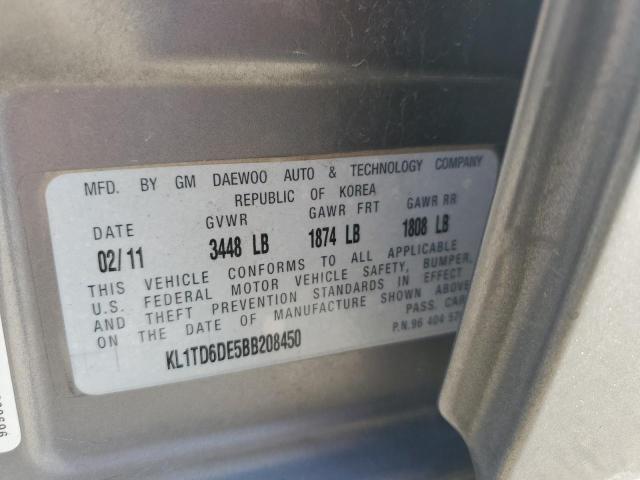 MFD. BY GM DAEWOO AUTO & TECHNOLOGY COMPANY
REPUBLIC OF KOREA
DATE GVWR GAWR FRT GAWR RR
02/11 3448 LB 1874 LB 1808 LB
THIS VEHICLE CONFORMS TO ALL APPLICABLE
U.S. FEDERAL MOTOR VEHICLE SAFETY, BUMPER,
AND THEFT PREVENTION STANDARDS IN EFFECT
ON THE DATE OF MANUFACTURE SHOWN ABOVE
PASS. CAR
P.N. 96 404
KL1TD6DE5BB208450